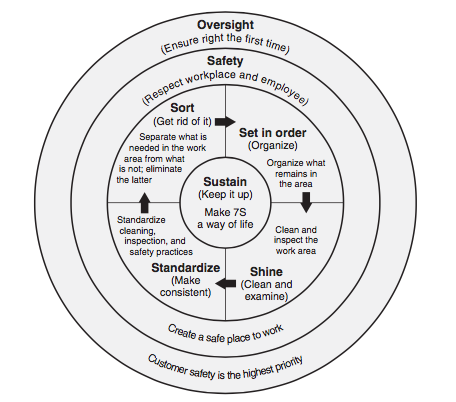 Oversight
(Ensure right the first time)
Safety
(Respect workplace and employee)
Sort
(Get rid of it)
Separate what is
needed in the work
area from what
is not; eliminate
the latter
Set in order
(Organize)
Organize what
remains in
the area
Sustain
(Keep it up)
Make 7S
a way of life
Standardize
cleaning,
inspection, and
safety practices
Clean and
inspect the
work area
Standardize
(Make
consistent)
Shine
(Clean and
examine)
Create a safe place to work
Customer safety is the highest priority